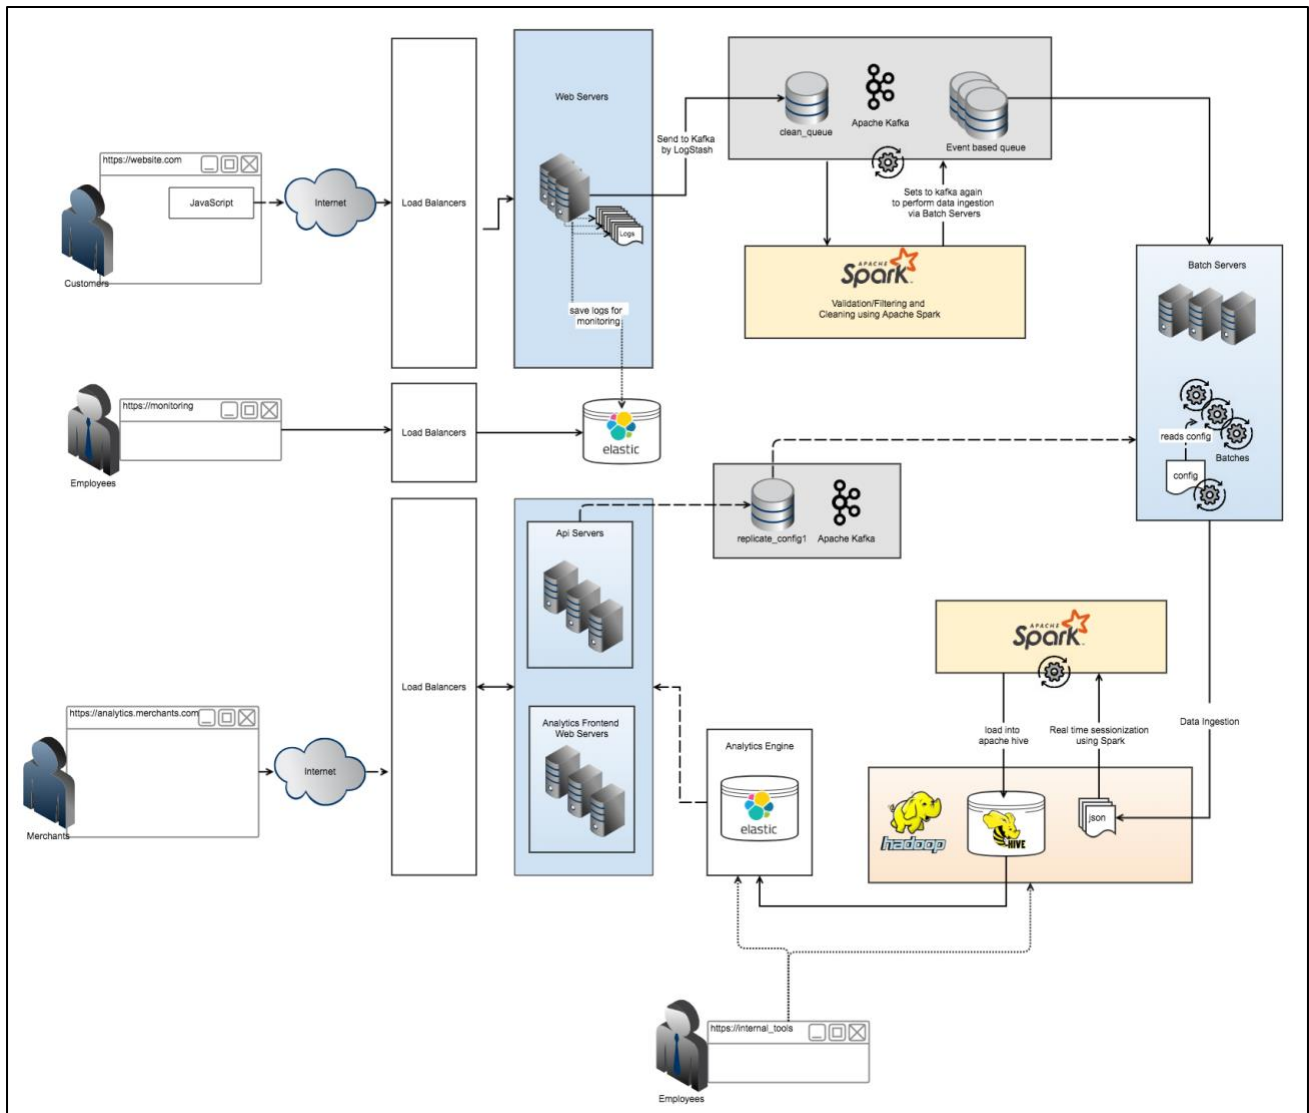 https://website.com
JavaScript
Customers
Internet
Load Balancers
Web Servers
Logs
save logs for
monitoring
Send to Kafka
by LogStash
clean_queue
Apache Kafka
Event based queue
Sets to kafka again
to perform data ingestion
via Batch Servers
APACHE
Spark
Validation/Filtering and
Cleaning using Apache Spark
Batch Servers
reads config
Batches
config
https://monitoring
Employees
Load Balancers
elastic
Api Servers
replicate_config1
Apache Kafka
Load Balancers
Analytics Frontend
Web Servers
https://analytics.merchants.com
Merchants
Internet
Analytics Engine
elastic
APACHE
Spark
load into
apache hive
Real time sessionization
using Spark
Data Ingestion
hadoop
HIVE
json
https://internal_tools
Employees